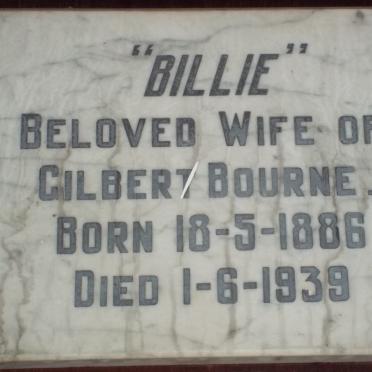 "BILLIE"
BELOVED WIFE OF
GILBERT BOURNE.
BORN 18-5-1886
DIED 1-6-1939